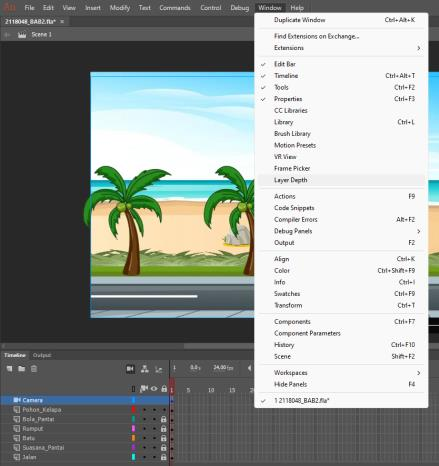 An File Edit View Insert Modify Text Commands Control Debug Window Help
2118048_BAB2.fla* ×
Scene 1
Duplicate Window Ctrl+Alt+K
Find Extensions on Exchange...
Extensions
Edit Bar
Timeline Ctrl+Alt+T
Tools Ctrl+F2
Properties Ctrl+F3
CC Libraries
Library Ctrl+L
Brush Library
Motion Presets
VR View
Frame Picker
Layer Depth
Actions F9
Code Snippets
Compiler Errors Alt+F2
Debug Panels
Output F2
Align Ctrl+K
Color Ctrl+Shift+F9
Info Ctrl+I
Swatches Ctrl+F9
Transform Ctrl+T
Components Ctrl+F7
Component Parameters
History Ctrl+F10
Scene Shift+F2
Workspaces
Hide Panels F4
1 2118048_BAB2.fla*
Timeline Output
1 0,0 s 24,00 fps
1 5 10 15 20
Camera
Pohon_Kelapa
Bola_Pantai
Rumput
Batu
Suasana_Pantai
Jalan